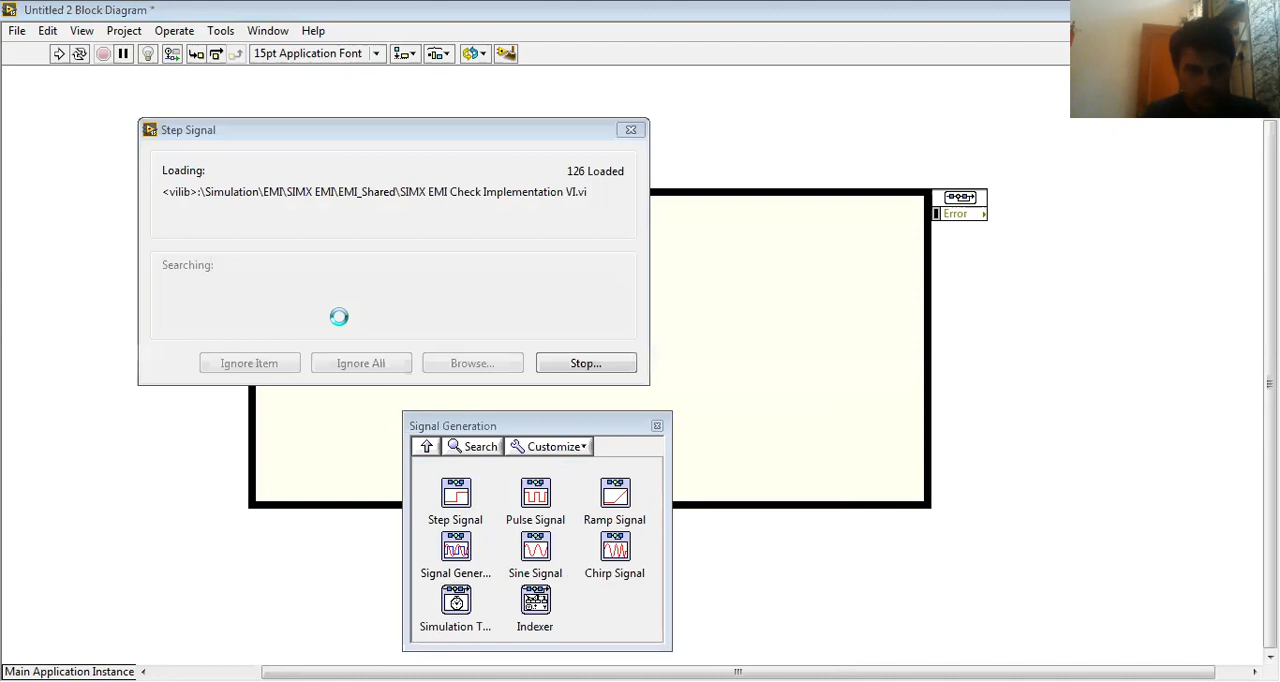 Untitled 2 Block Diagram *
File Edit View Project Operate Tools Window Help
15pt Application Font
Step Signal
Loading: 126 Loaded
<vilib>:\Simulation\EMI\SIMX EMI\EMI_Shared\SIMX EMI Check Implementation VI.vi
Error
Searching:
Ignore Item Ignore All Browse... Stop...
Signal Generation
Search Customize
Step Signal Pulse Signal Ramp Signal
Signal Gener... Sine Signal Chirp Signal
Simulation T... Indexer
Main Application Instance